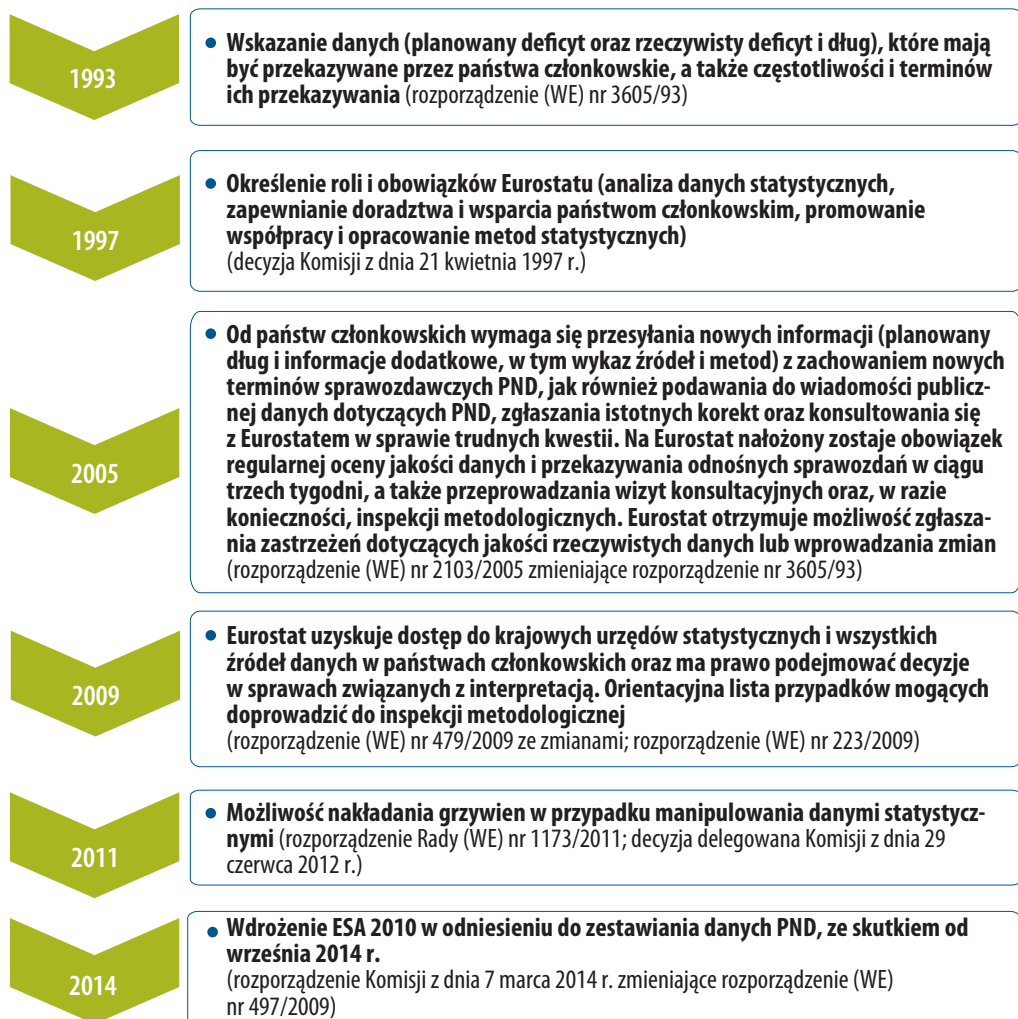 1993
• Wskazanie danych (planowany deficyt oraz rzeczywisty deficyt i dług), które mają
być przekazywane przez państwa członkowskie, a także częstotliwości i terminów
ich przekazywania (rozporządzenie (WE) nr 3605/93)
1997
• Określenie roli i obowiązków Eurostatu (analiza danych statystycznych,
zapewnianie doradztwa i wsparcia państwom członkowskim, promowanie
współpracy i opracowanie metod statystycznych)
(decyzja Komisji z dnia 21 kwietnia 1997 r.)
2005
• Od państw członkowskich wymaga się przesyłania nowych informacji (planowany
dług i informacje dodatkowe, w tym wykaz źródeł i metod) z zachowaniem nowych
terminów sprawozdawczych PND, jak również podawania do wiadomości publicz-
nej danych dotyczących PND, zgłaszania istotnych korekt oraz konsultowania się
z Eurostatem w sprawie trudnych kwestii. Na Eurostat nałożony zostaje obowiązek
regularnej oceny jakości danych i przekazywania odnośnych sprawozdań w ciągu
trzech tygodni, a także przeprowadzania wizyt konsultacyjnych oraz, w razie
konieczności, inspekcji metodologicznych. Eurostat otrzymuje możliwość zgłasza-
nia zastrzeżeń dotyczących jakości rzeczywistych danych lub wprowadzania zmian
(rozporządzenie (WE) nr 2103/2005 zmieniające rozporządzenie nr 3605/93)
2009
• Eurostat uzyskuje dostęp do krajowych urzędów statystycznych i wszystkich
źródeł danych w państwach członkowskich oraz ma prawo podejmować decyzje
w sprawach związanych z interpretacją. Orientacyjna lista przypadków mogących
doprowadzić do inspekcji metodologicznej
(rozporządzenie (WE) nr 479/2009 ze zmianami; rozporządzenie (WE) nr 223/2009)
2011
• Możliwość nakładania grzywien w przypadku manipulowania danymi statystycz-
nymi (rozporządzenie Rady (WE) nr 1173/2011; decyzja delegowana Komisji z dnia 29
czerwca 2012 r.)
2014
• Wdrożenie ESA 2010 w odniesieniu do zestawiania danych PND, ze skutkiem od
września 2014 r.
(rozporządzenie Komisji z dnia 7 marca 2014 r. zmieniające rozporządzenie (WE)
nr 497/2009)